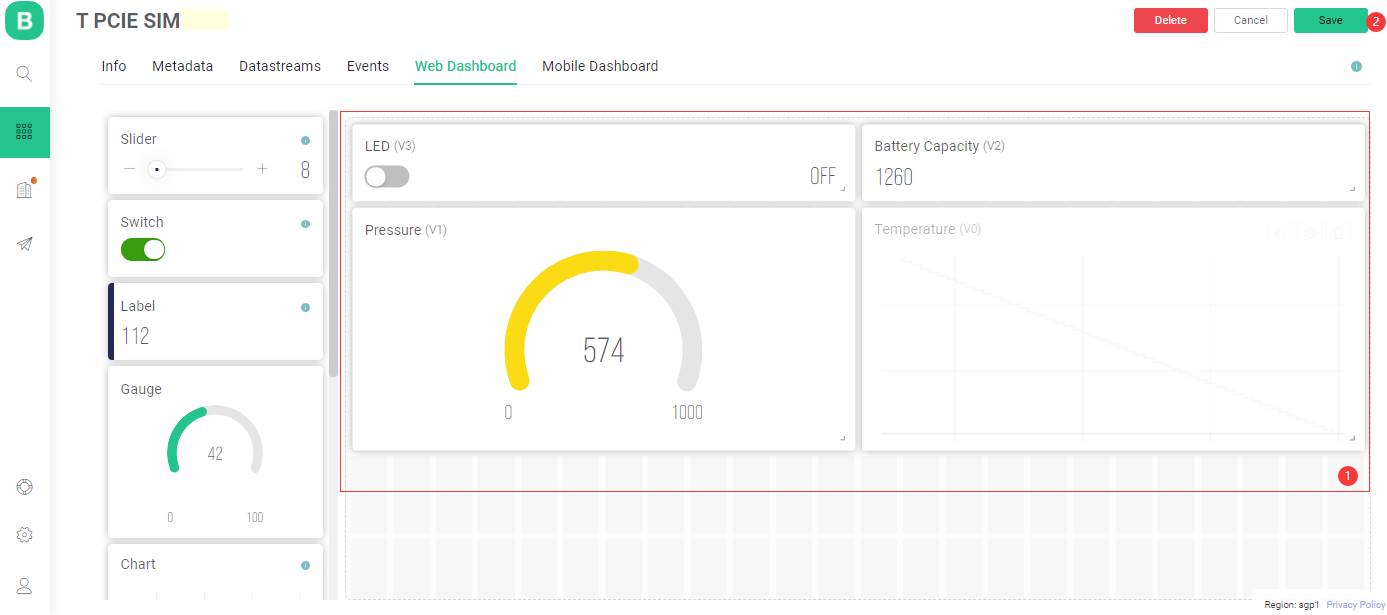 B
T PCIE SIM
Delete
Cancel
Save
2
Info
Metadata
Datastreams
Events
Web Dashboard
Mobile Dashboard
Slider
8
Switch
Label
112
Gauge
42
0
100
Chart
LED (V3)
OFF
Battery Capacity (V2)
1260
Pressure (V1)
574
0
1000
Temperature (V0)
1
Region: sgp1 Privacy Policy